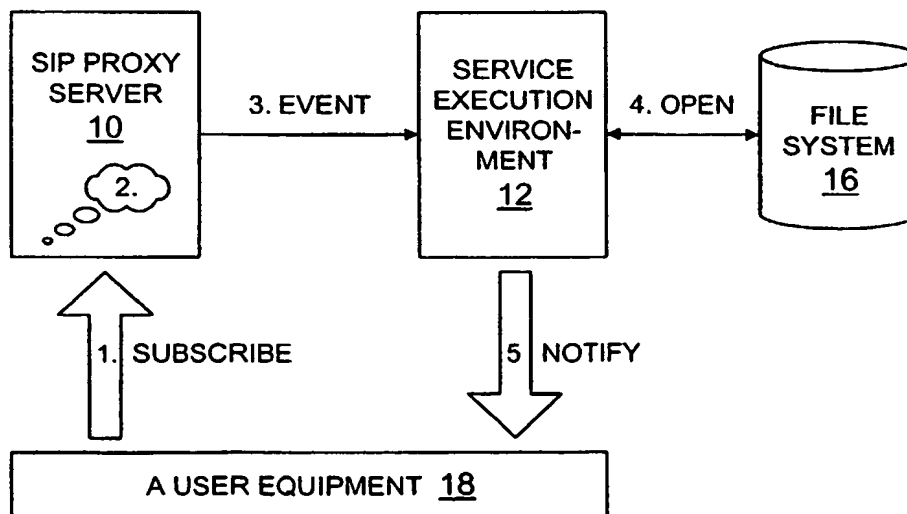 SIP PROXY
SERVER
10
2.
3. EVENT
SERVICE
EXECUTION
ENVIRON-
MENT
12
4. OPEN
FILE
SYSTEM
16
1. SUBSCRIBE
5 NOTIFY
A USER EQUIPMENT 18